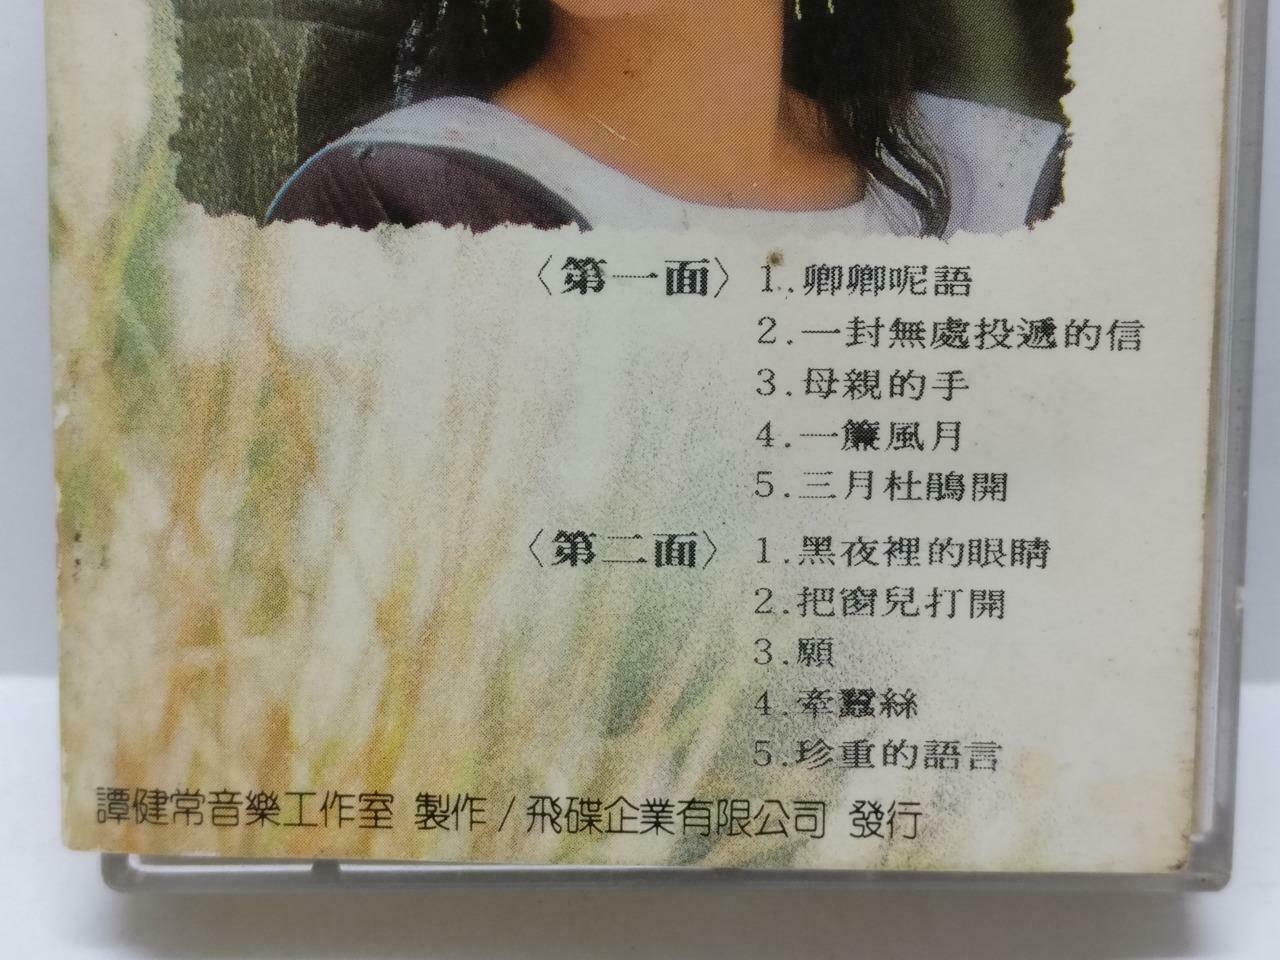 〈第一面〉 1.卿卿呢語
2.一封無處投遞的信
3.母親的手
4.一簾風月
5.三月杜鵑開
〈第二面〉 1.黑夜裡的眼睛
2.把窗兒打開
3.願
4.牽蠶絲
5.珍重的語言
譚健常音樂工作室 製作/飛碟企業有限公司 發行